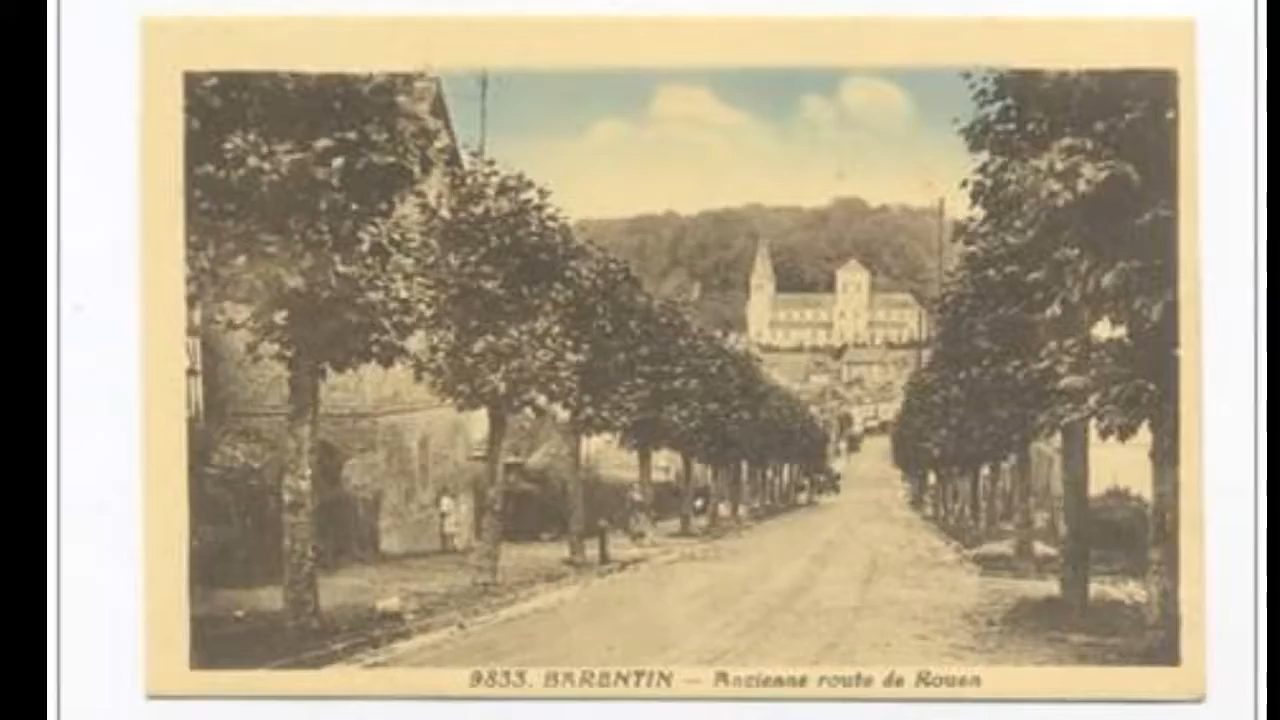 9833. BARENTIN — Ancienne route de Rouen